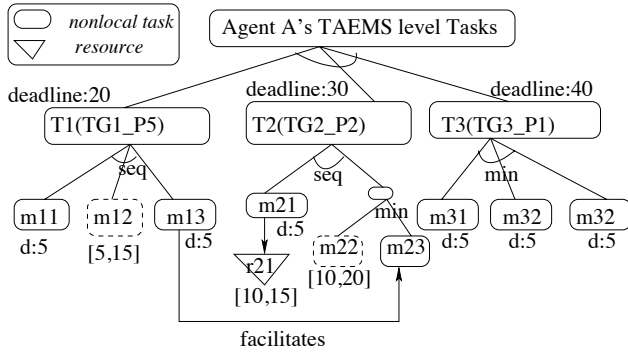 nonlocal task
resource
Agent A's TAEMS level Tasks
deadline:20
deadline:30
deadline:40
T1(TG1_P5)
T2(TG2_P2)
T3(TG3_P1)
seq
seq
min
m11
m12
m13
m21
min
m31
m32
m32
d:5
[5,15]
d:5
d:5
d:5
d:5
d:5
r21
m22
m23
[10,15]
[10,20]
facilitates